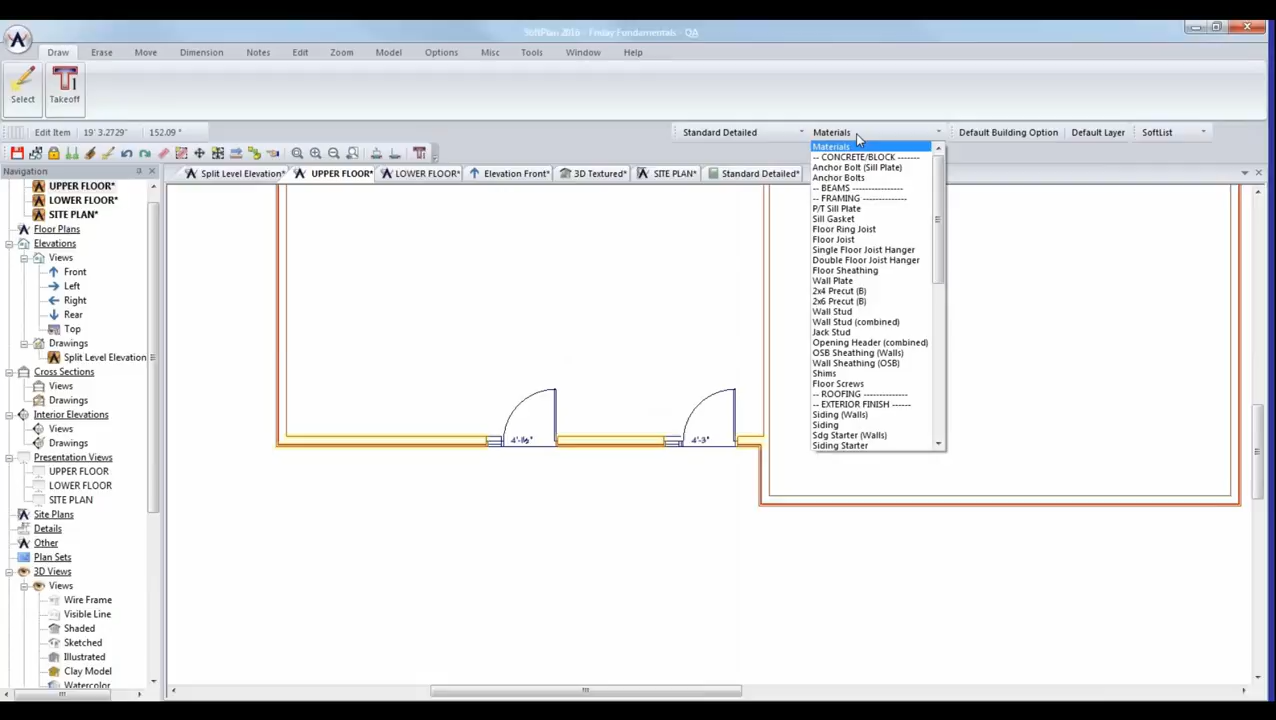 SoftPlan 2016 - Friday Fundamentals - QA
Draw Erase Move Dimension Notes Edit Zoom Model Options Misc Tools Window Help
Select
Takeoff
Edit Item 19' 3.2729" 152.09 °
Standard Detailed Materials Default Building Option Default Layer SoftList
Navigation
Split Level Elevation* UPPER FLOOR* LOWER FLOOR* Elevation Front* 3D Textured* SITE PLAN* Standard Detailed*
UPPER FLOOR*
LOWER FLOOR*
SITE PLAN*
Floor Plans
Elevations
Views
Front
Left
Right
Rear
Top
Drawings
Split Level Elevation
Cross Sections
Views
Drawings
Interior Elevations
Views
Drawings
Presentation Views
UPPER FLOOR
LOWER FLOOR
SITE PLAN
Site Plans
Details
Other
Plan Sets
3D Views
Views
Wire Frame
Visible Line
Shaded
Sketched
Illustrated
Clay Model
Watercolor
Materials
-- CONCRETE/BLOCK -------
Anchor Bolt (Sill Plate)
Anchor Bolts
-- BEAMS ----------------
-- FRAMING --------------
P/T Sill Plate
Sill Gasket
Floor Ring Joist
Floor Joist
Single Floor Joist Hanger
Double Floor Joist Hanger
Floor Sheathing
Wall Plate
2x4 Precut (B)
2x6 Precut (B)
Wall Stud
Wall Stud (combined)
Jack Stud
Opening Header (combined)
OSB Sheathing (Walls)
Wall Sheathing (OSB)
Shims
Floor Screws
-- ROOFING --------------
-- EXTERIOR FINISH ------
Siding (Walls)
Siding
Sdg Starter (Walls)
Siding Starter
4'-3"